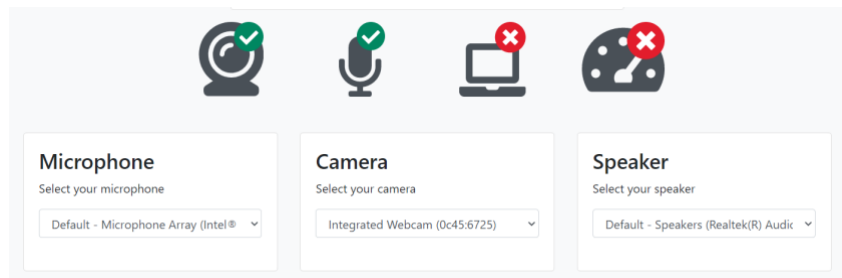 Microphone
Select your microphone
Default - Microphone Array (Intel®
Camera
Select your camera
Integrated Webcam (0c45:6725)
Speaker
Select your speaker
Default - Speakers (Realtek(R) Audic